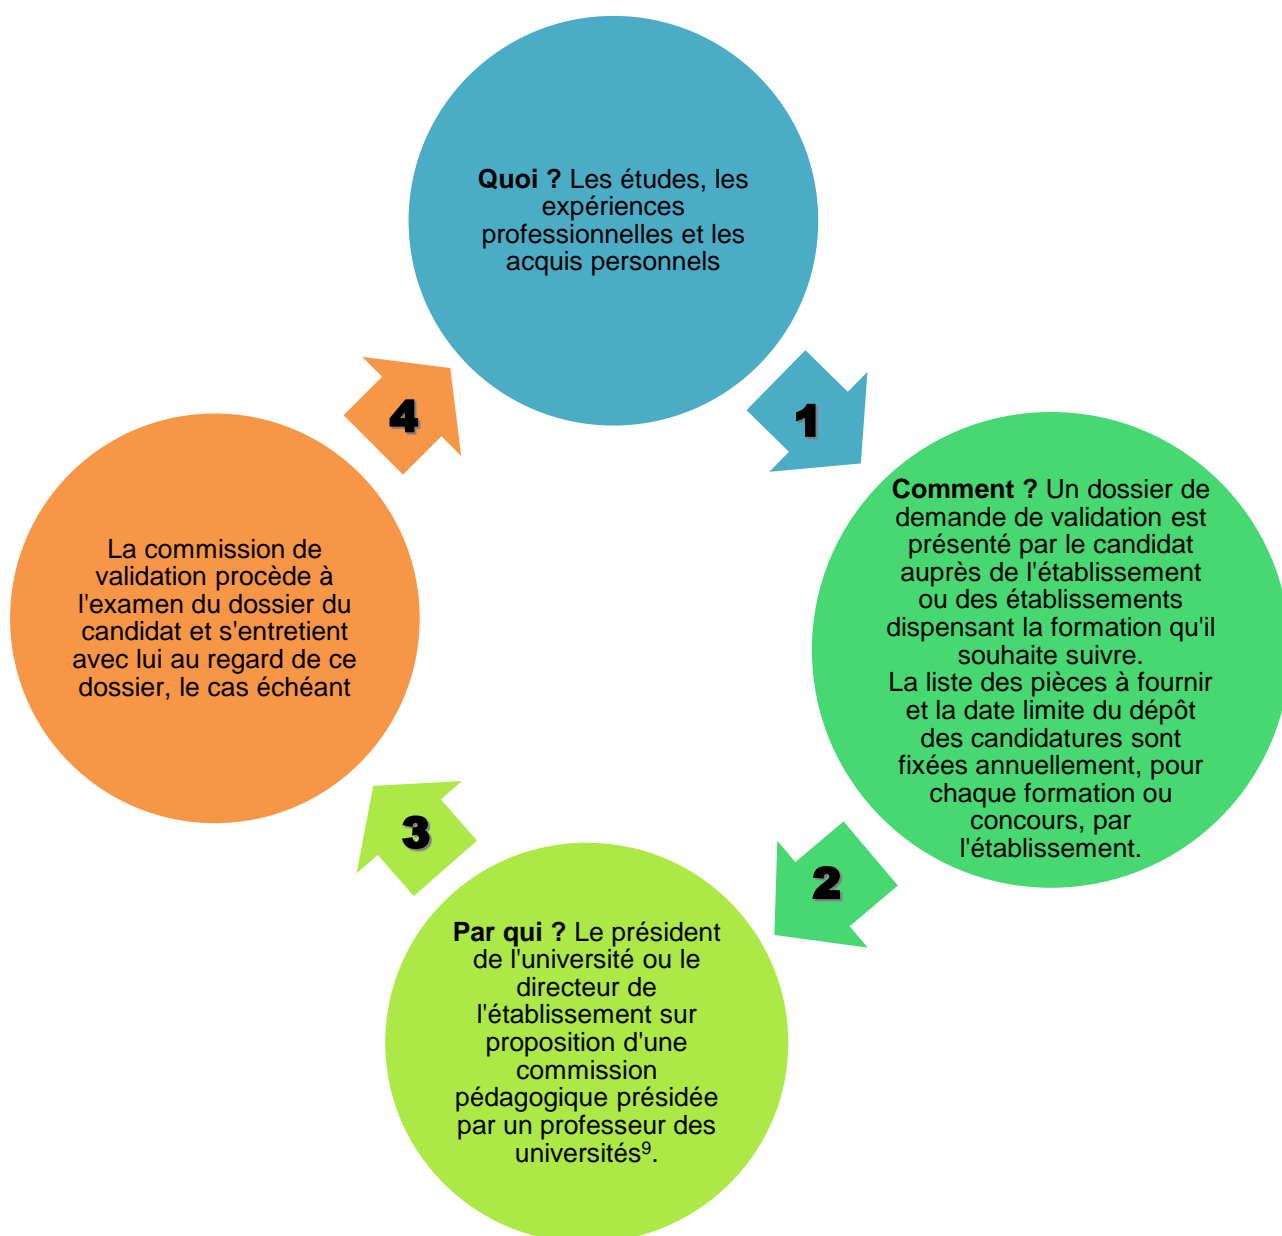 Quoi ? Les études, les
expériences
professionnelles et les
acquis personnels
1
Comment ? Un dossier de
demande de validation est
présenté par le candidat
auprès de l'établissement
ou des établissements
dispensant la formation qu'il
souhaite suivre.
La liste des pièces à fournir
et la date limite du dépôt
des candidatures sont
fixées annuellement, pour
chaque formation ou
concours, par
l'établissement.
2
Par qui ? Le président
de l'université ou le
directeur de
l'établissement sur
proposition d'une
commission
pédagogique présidée
par un professeur des
universités⁹.
3
La commission de
validation procède à
l'examen du dossier du
candidat et s'entretient
avec lui au regard de ce
dossier, le cas échéant
4